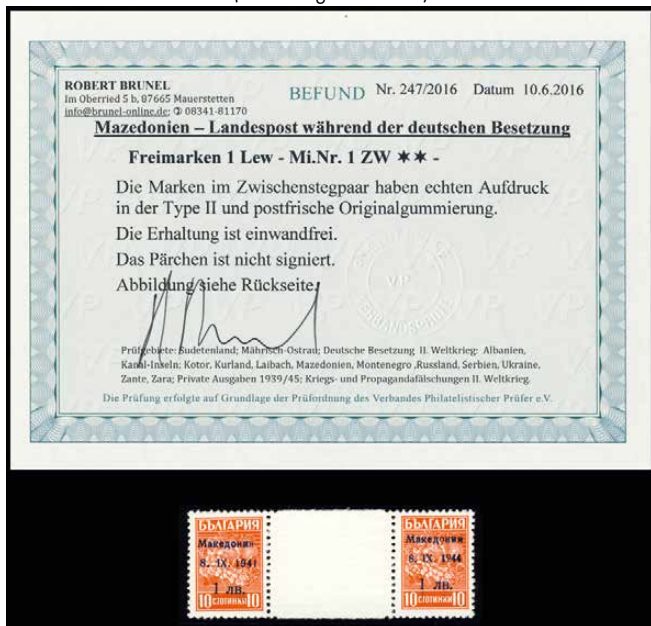 ROBERT BRUNEL
Im Oberried 5 b, 87665 Mauerstetten
info@brunel-online.de; ✆ 08341-81170
BEFUND Nr. 247/2016 Datum 10.6.2016
Mazedonien – Landespost während der deutschen Besetzung
Freimarken 1 Lew - Mi.Nr. 1 ZW ✶✶ -
Die Marken im Zwischenstegpaar haben echten Aufdruck
in der Type II und postfrische Originalgummierung.
Die Erhaltung ist einwandfrei.
Das Pärchen ist nicht signiert.
Abbildung siehe Rückseite.
VP
Prüfgebiete: Sudetenland; Mährisch-Ostrau; Deutsche Besetzung II. Weltkrieg: Albanien,
Kanal-Inseln; Kotor, Kurland, Laibach, Mazedonien, Montenegro ,Russland, Serbien, Ukraine,
Zante, Zara; Private Ausgaben 1939/45; Kriegs- und Propagandafälschungen II. Weltkrieg.
Die Prüfung erfolgte auf Grundlage der Prüfordnung des Verbandes Philatelistischer Prüfer e.V.
БЪЛГАРИЯ
Македония
8. IX. 1941
1 лв.
10 СТОТИНКИ 10
БЪЛГАРИЯ
Македония
8. IX. 1944
1 лв.
10 СТОТИНКИ 10